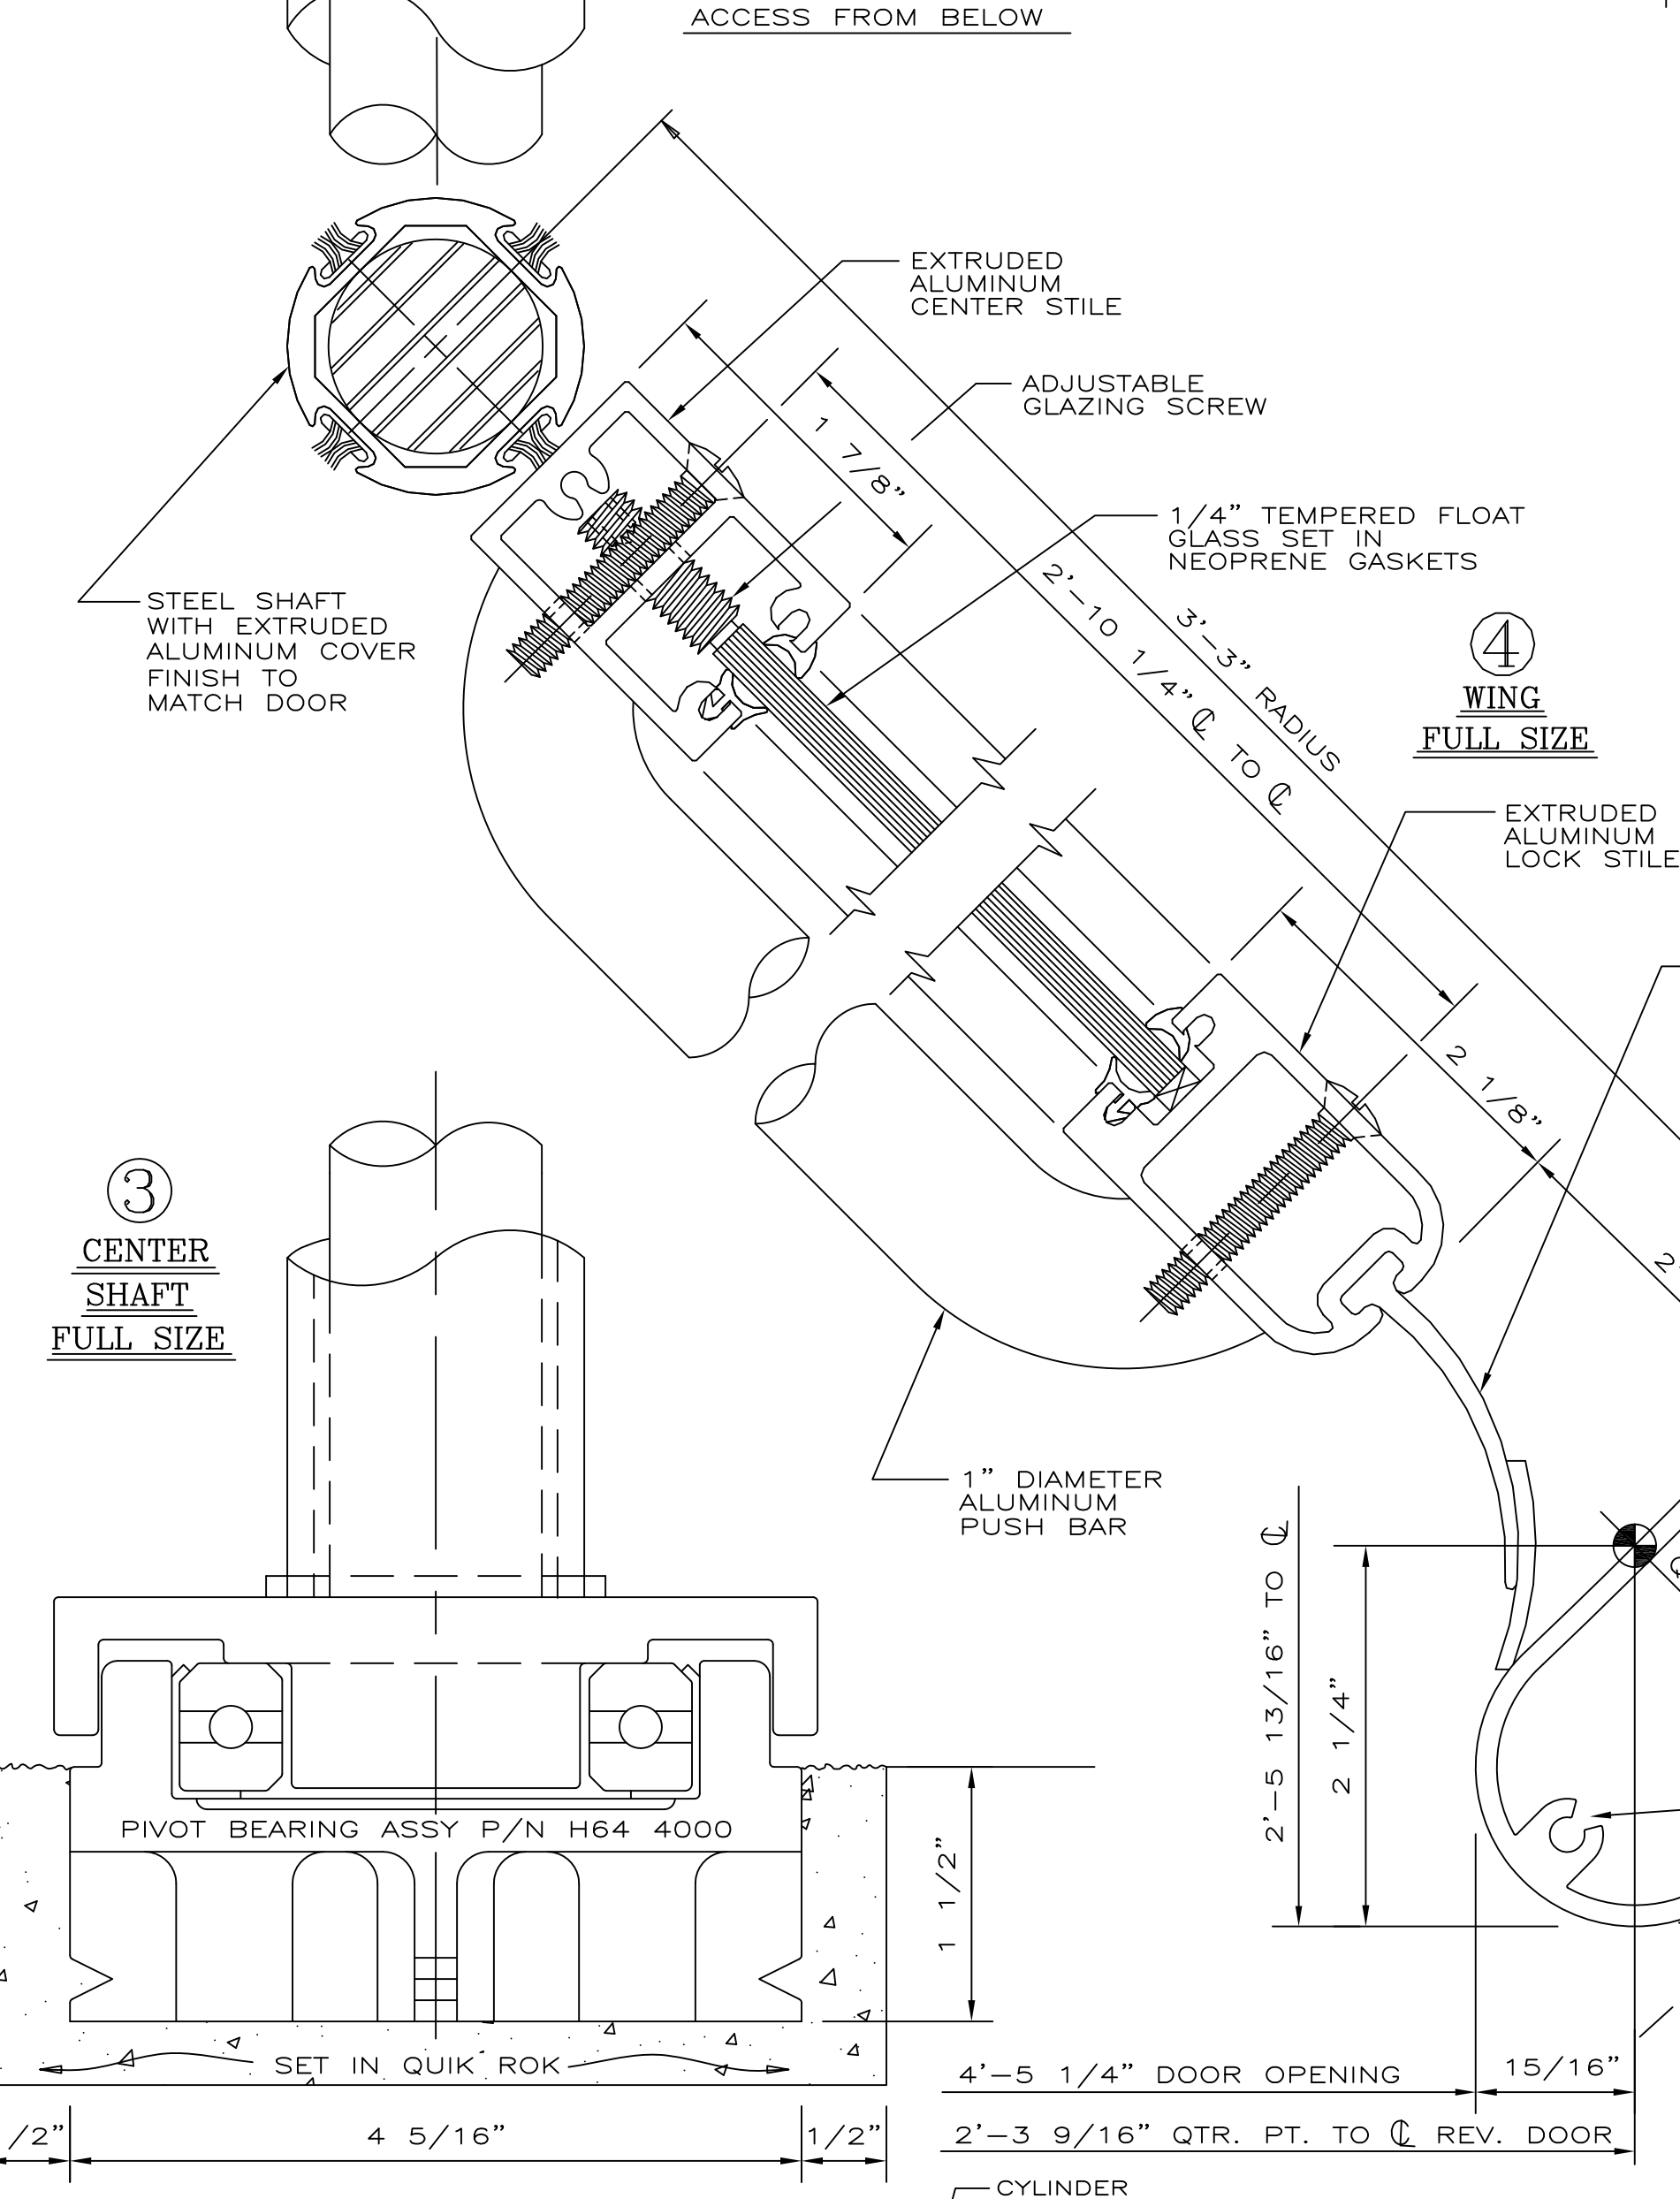 ACCESS FROM BELOW
EXTRUDED
ALUMINUM
CENTER STILE
ADJUSTABLE
GLAZING SCREW
1 7/8”
1/4” TEMPERED FLOAT
GLASS SET IN
NEOPRENE GASKETS
STEEL SHAFT
WITH EXTRUDED
ALUMINUM COVER
FINISH TO
MATCH DOOR
2’–10 1/4” ℄ TO ℄
3’–3” RADIUS
4
WING
FULL SIZE
EXTRUDED
ALUMINUM
LOCK STILE
2 1/8”
3
CENTER
SHAFT
FULL SIZE
1” DIAMETER
ALUMINUM
PUSH BAR
2’–5 13/16” TO ℄
2 1/4”
PIVOT BEARING ASSY P/N H64 4000
1 1/2”
SET IN QUIK ROK
4’–5 1/4” DOOR OPENING
15/16”
/2”
4 5/16”
1/2”
2’–3 9/16” QTR. PT. TO ℄ REV. DOOR
CYLINDER